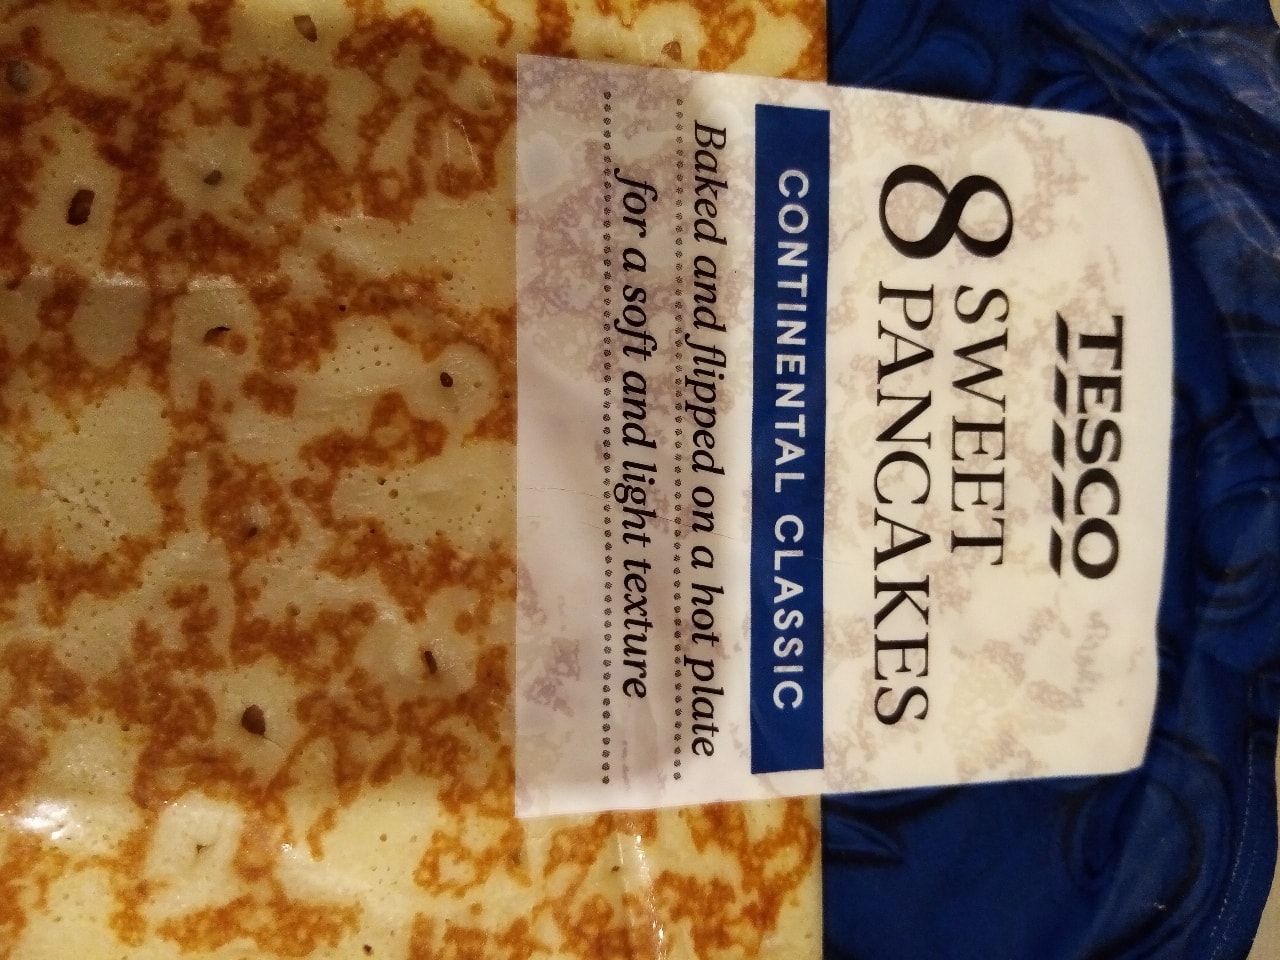 TESCO
8 SWEET
PANCAKES
CONTINENTAL CLASSIC
Baked and flipped on a hot plate
for a soft and light texture